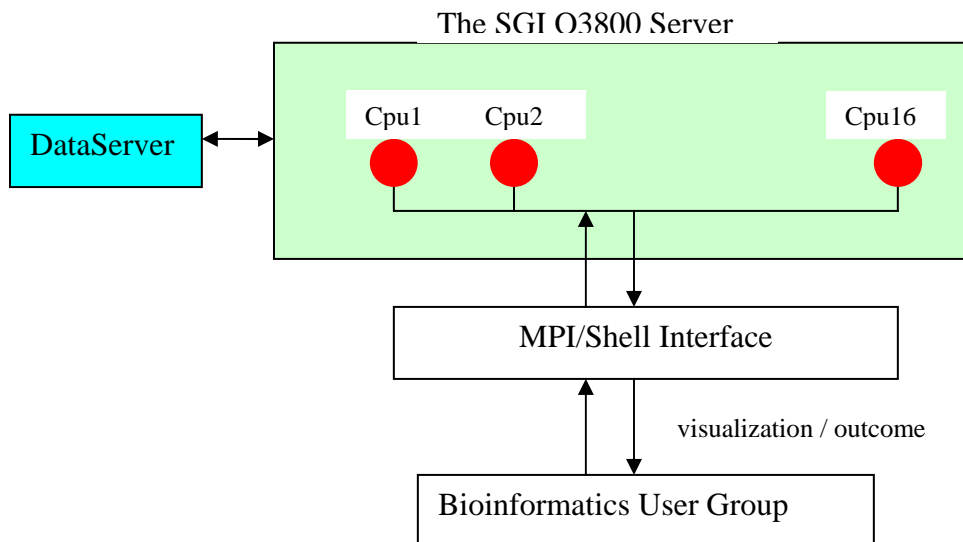 The SGI O3800 Server
Cpu1 Cpu2 Cpu16
DataServer
MPI/Shell Interface
visualization / outcome
Bioinformatics User Group